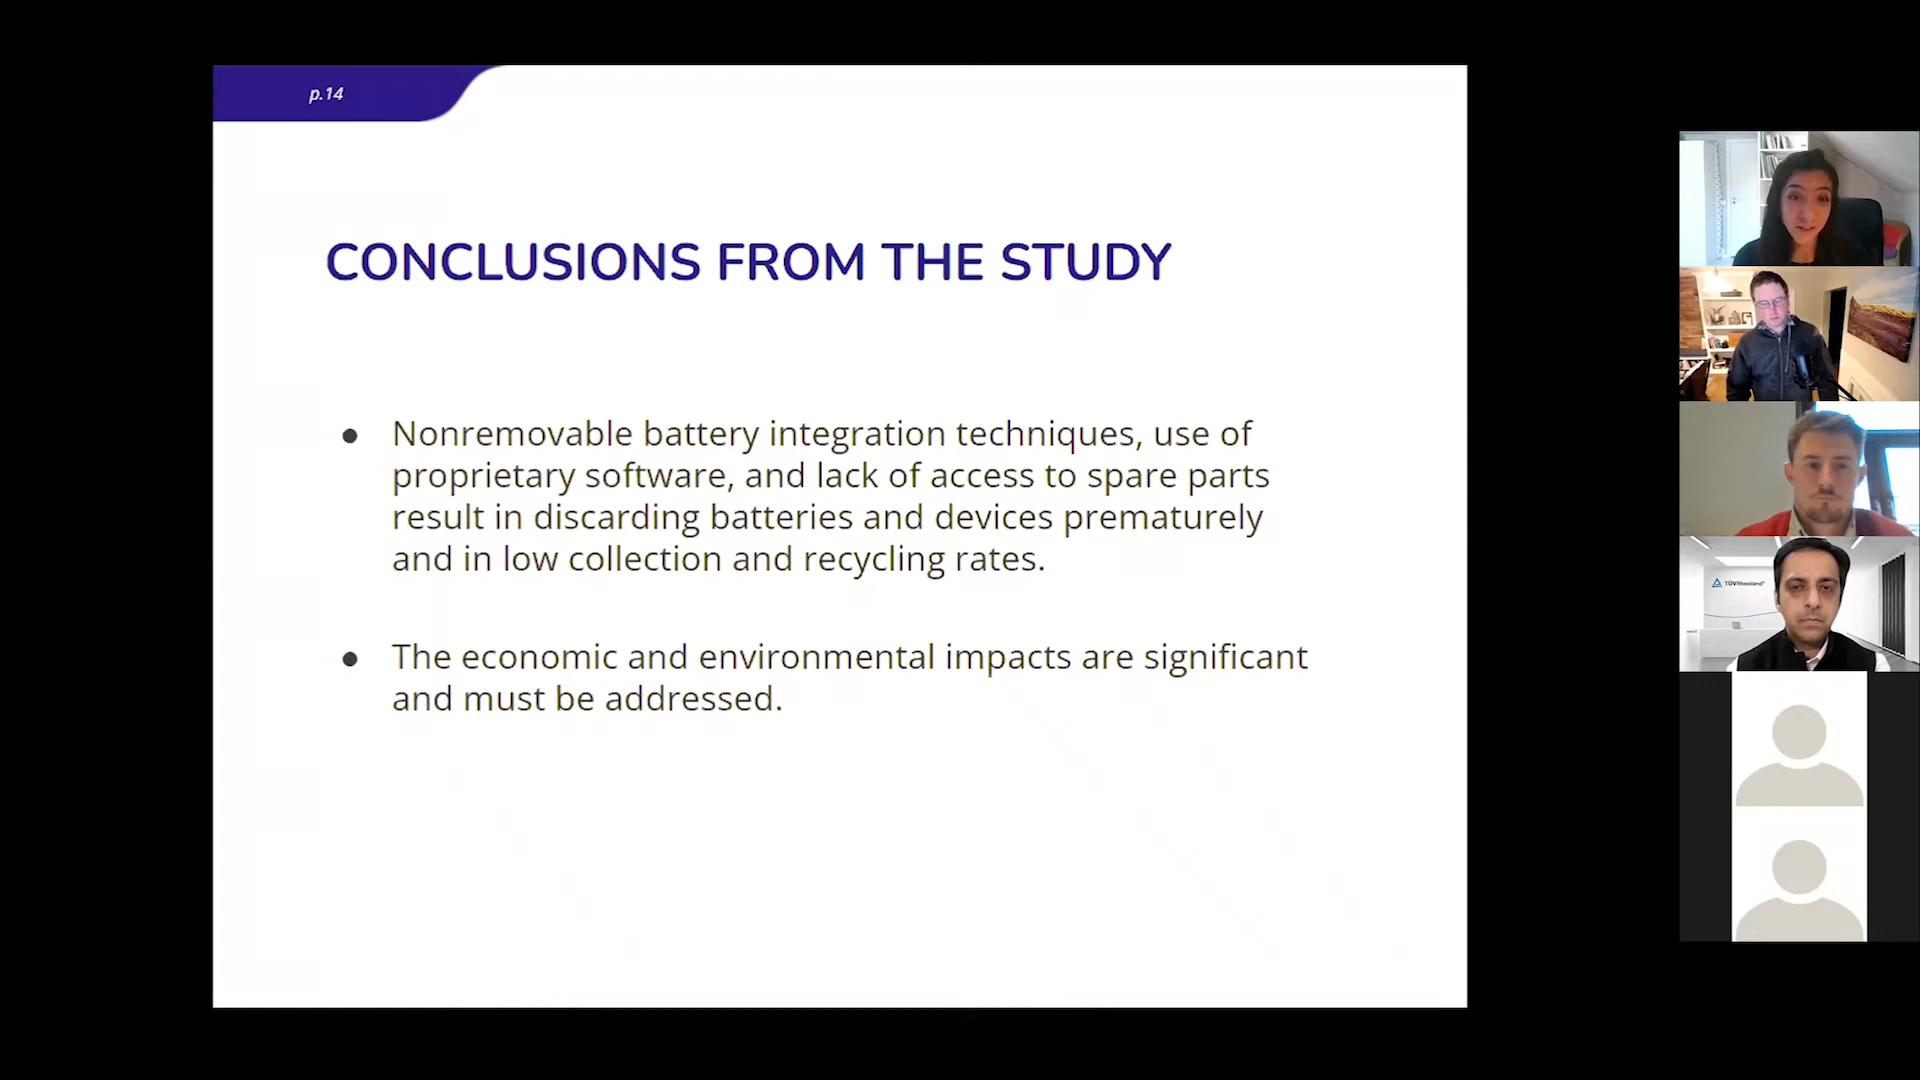 p.14
CONCLUSIONS FROM THE STUDY
● Nonremovable battery integration techniques, use of
proprietary software, and lack of access to spare parts
result in discarding batteries and devices prematurely
and in low collection and recycling rates.
● The economic and environmental impacts are significant
and must be addressed.
TÜVRheinland®